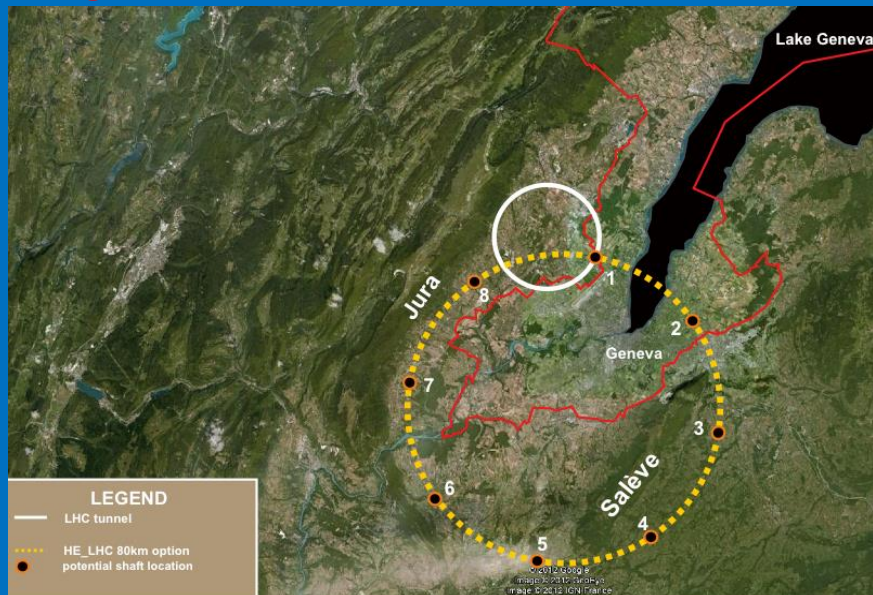 Lake Geneva
Jura
8
1
2
Geneva
7
3
Salève
6
4
5
LEGEND
LHC tunnel
HE_LHC 80km option
potential shaft location
© 2012 Google
Image © 2012 GeoEye
Image © 2012 IGN France